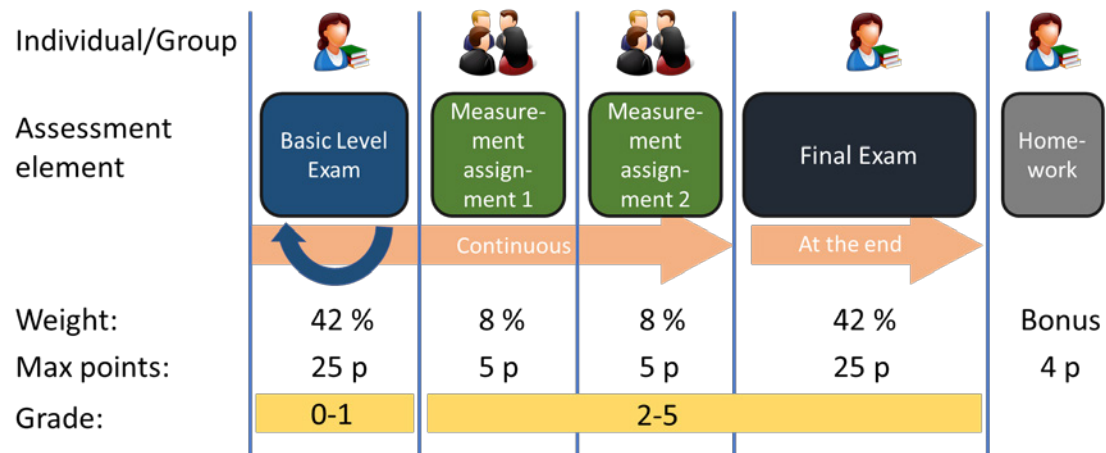 Individual/Group
Assessment
element
Basic Level
Exam
Measure-
ment
assign-
ment 1
Measure-
ment
assign-
ment 2
Final Exam
Home-
work
Continuous
At the end
Weight: 42 % 8 % 8 % 42 % Bonus
Max points: 25 p 5 p 5 p 25 p 4 p
Grade: 0-1 2-5